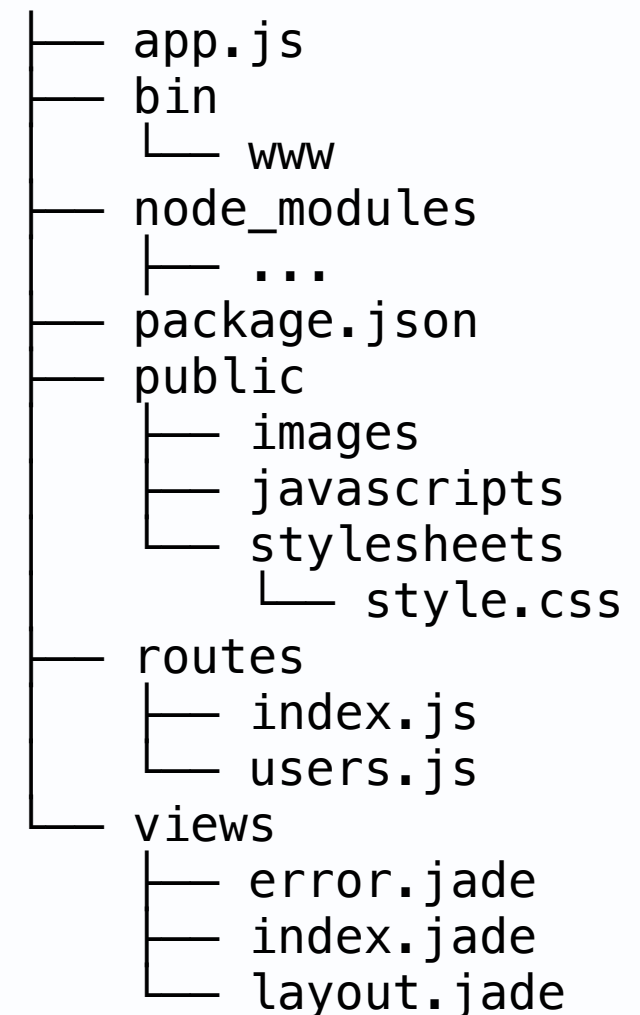 ├── app.js
├── bin
│   └── www
├── node_modules
│   ├── ...
├── package.json
├── public
│   ├── images
│   ├── javascripts
│   └── stylesheets
│       └── style.css
├── routes
│   ├── index.js
│   └── users.js
└── views
    ├── error.jade
    ├── index.jade
    └── layout.jade